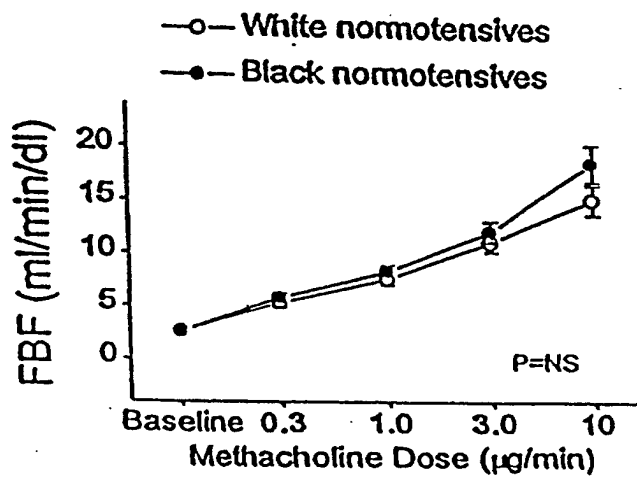 White normotensives
Black normotensives
FBF (ml/min/dl)
20
15
10
5
0
P=NS
Baseline 0.3 1.0 3.0 10
Methacholine Dose (µg/min)